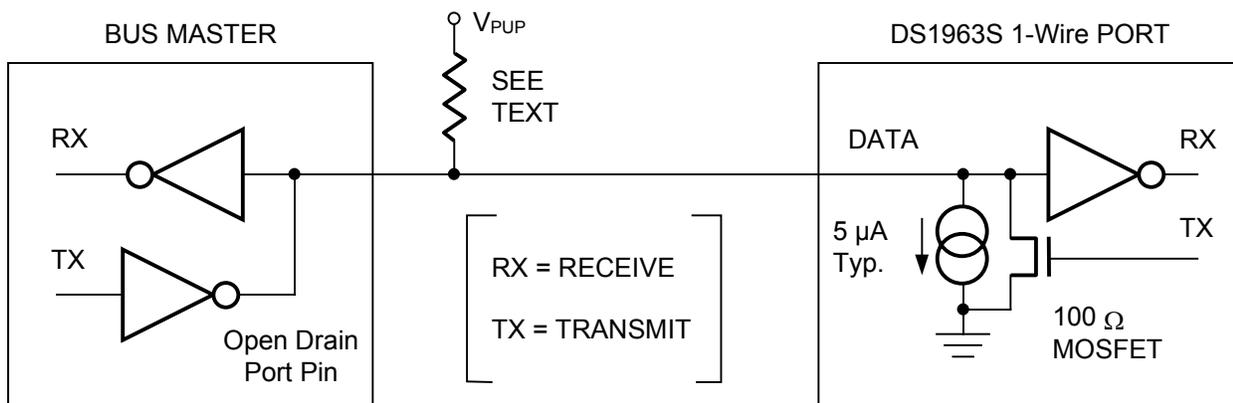 BUS MASTER
V_PUP
DS1963S 1-Wire PORT
SEE
TEXT
RX
DATA
RX
TX
5 µA
Typ.
TX
RX = RECEIVE
TX = TRANSMIT
Open Drain
Port Pin
100 Ω
MOSFET